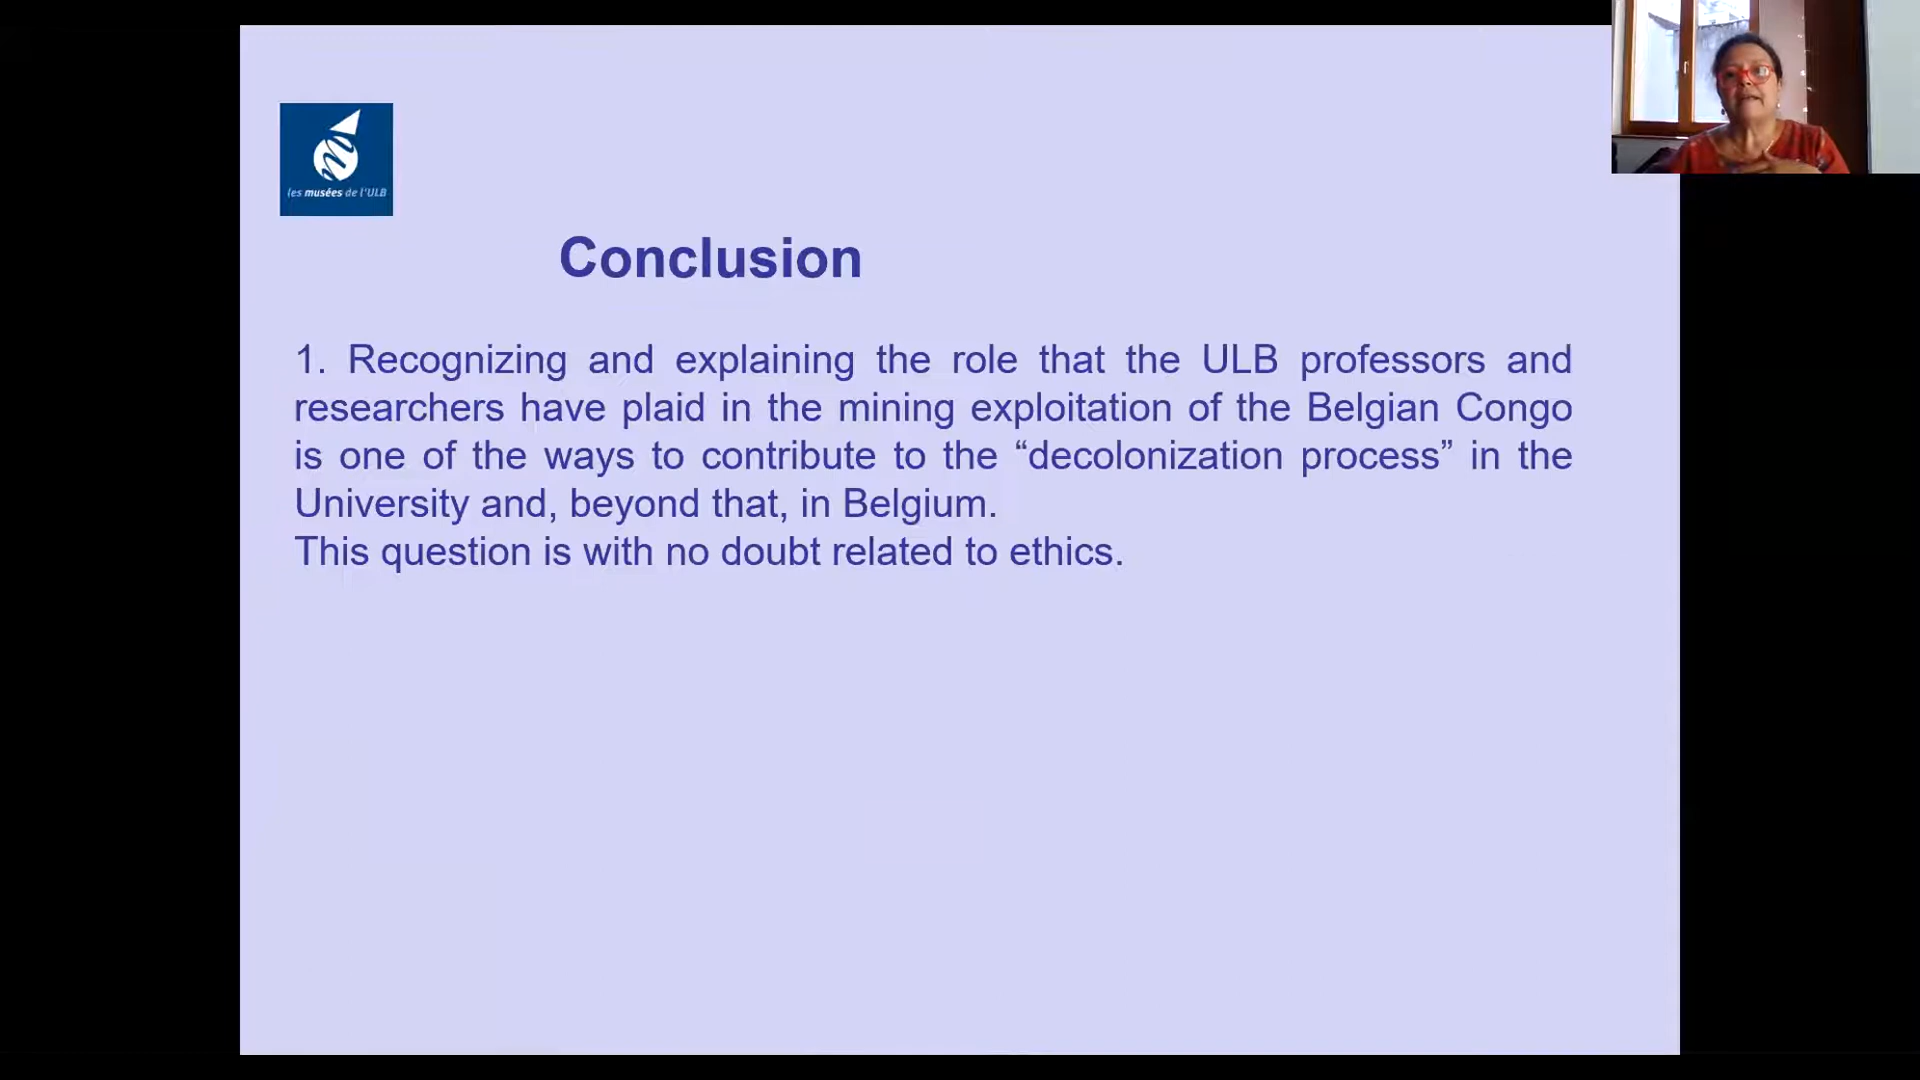 les musées de l'ULB
Conclusion
1. Recognizing and explaining the role that the ULB professors and
researchers have plaid in the mining exploitation of the Belgian Congo
is one of the ways to contribute to the “decolonization process” in the
University and, beyond that, in Belgium.
This question is with no doubt related to ethics.